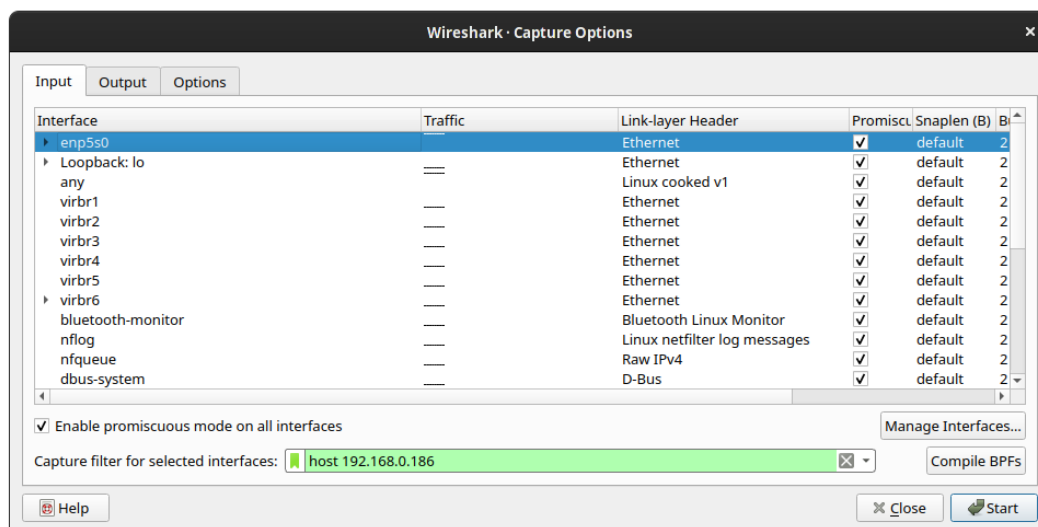 Wireshark · Capture Options
Input Output Options
Interface Traffic Link-layer Header Promiscu Snaplen (B) Bu
enp5s0 Ethernet default 2
Loopback: lo Ethernet default 2
any Linux cooked v1 default 2
virbr1 Ethernet default 2
virbr2 Ethernet default 2
virbr3 Ethernet default 2
virbr4 Ethernet default 2
virbr5 Ethernet default 2
virbr6 Ethernet default 2
bluetooth-monitor Bluetooth Linux Monitor default 2
nflog Linux netfilter log messages default 2
nfqueue Raw IPv4 default 2
dbus-system D-Bus default 2
Enable promiscuous mode on all interfaces Manage Interfaces...
Capture filter for selected interfaces: host 192.168.0.186 Compile BPFs
Help Close Start